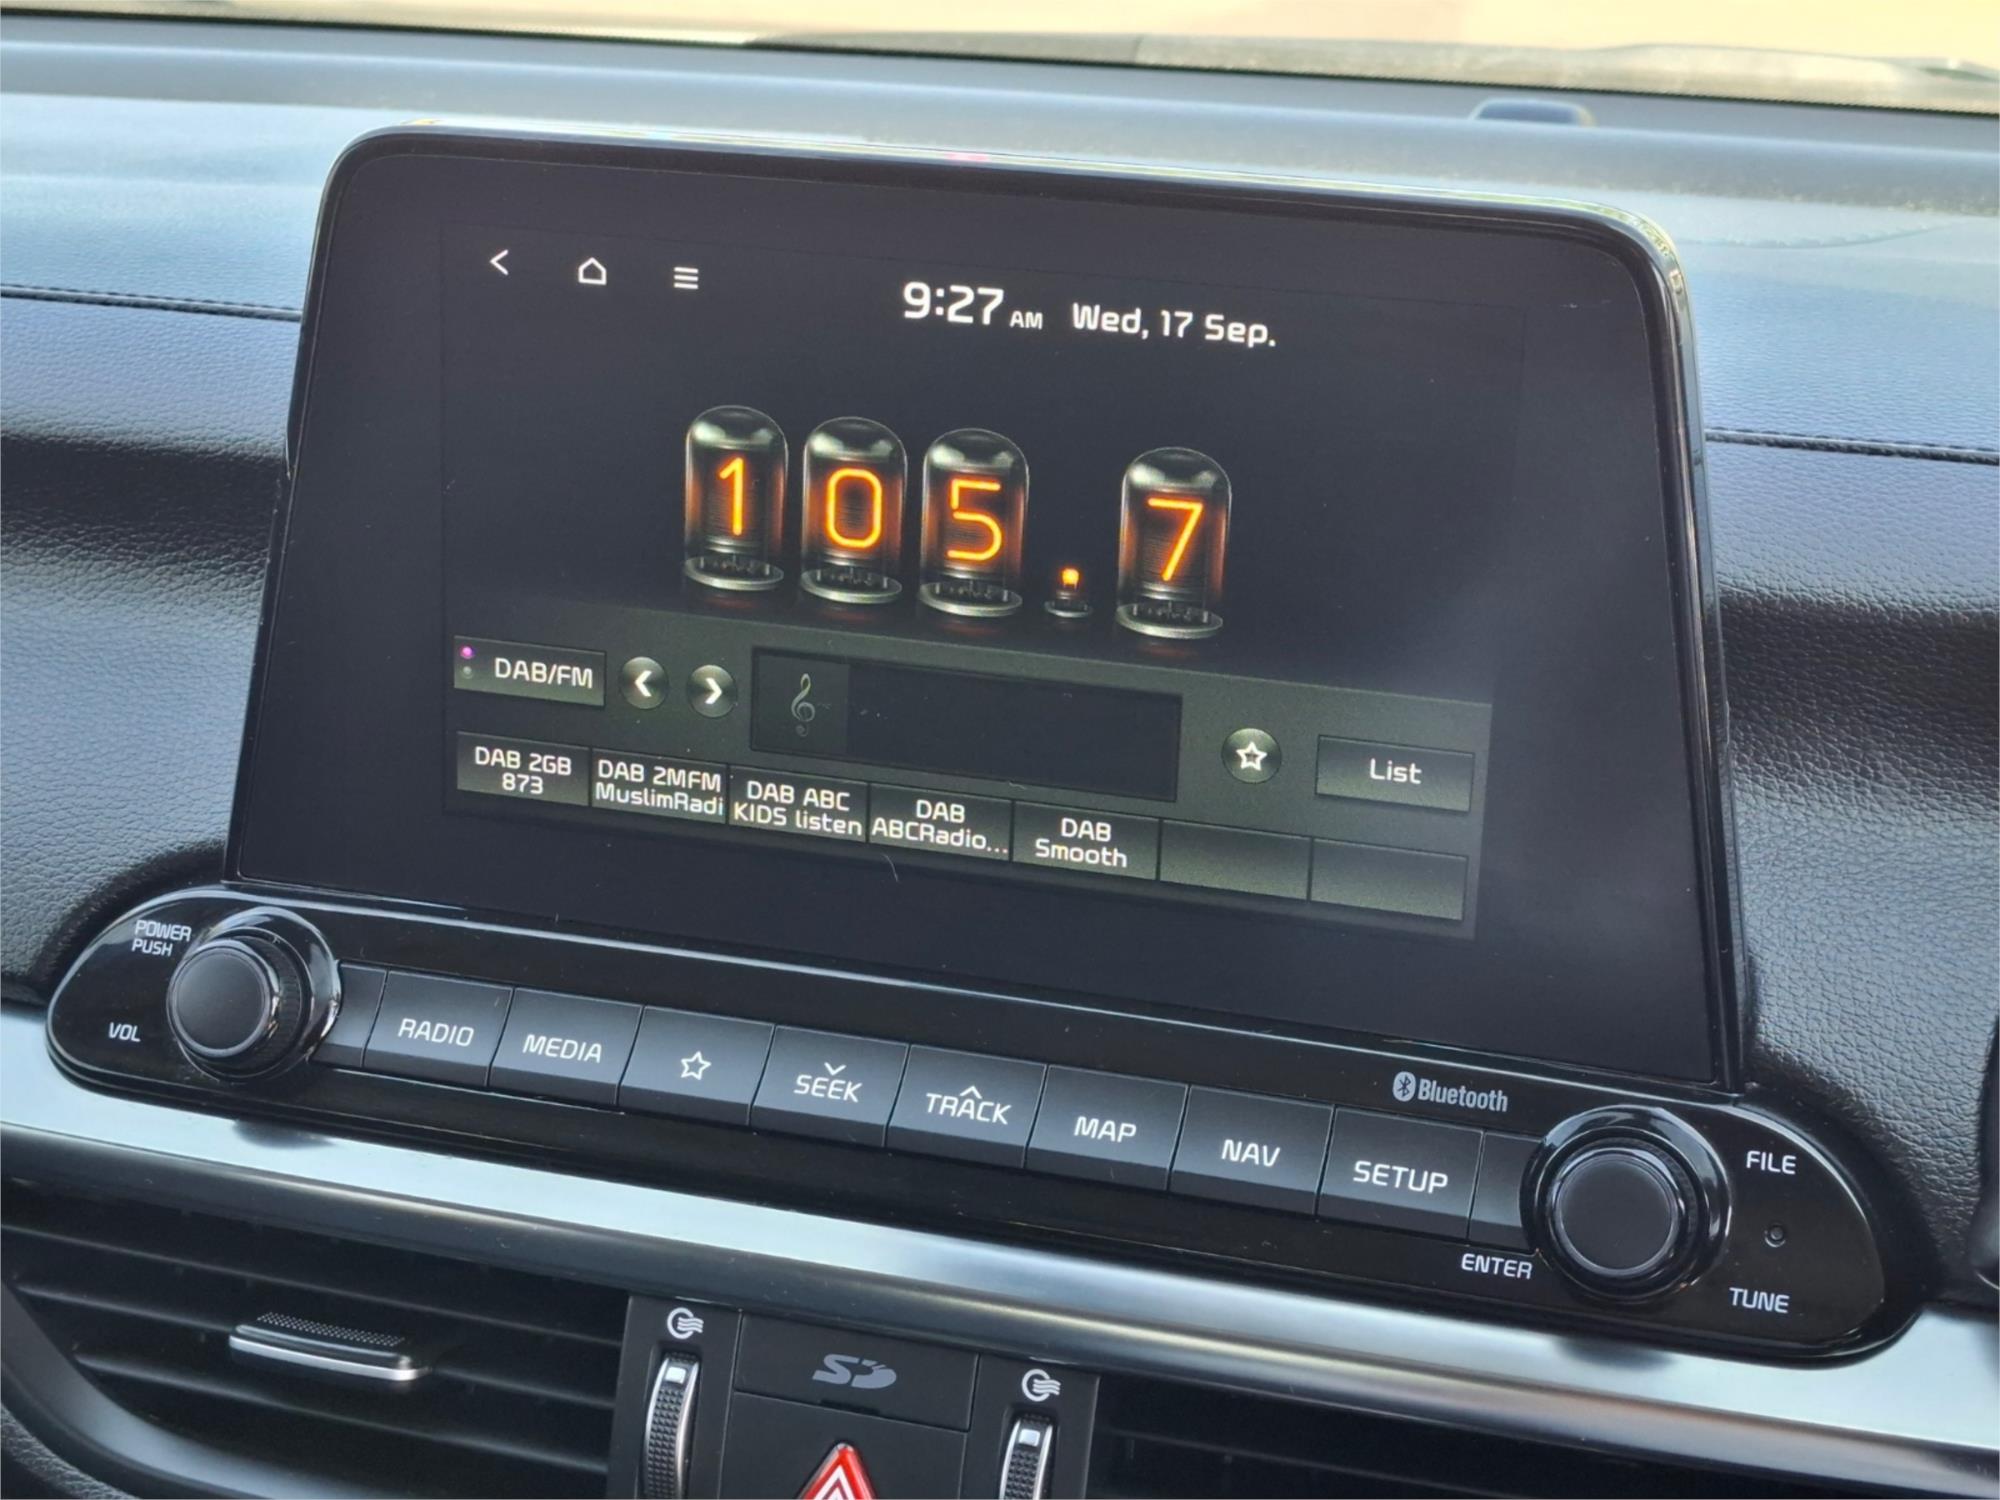 9:27 AM Wed, 17 Sep.
105.7
DAB/FM
List
DAB 2GB
873
DAB 2MFM
MuslimRadi
DAB ABC
KIDS listen
DAB
ABCRadio...
DAB
Smooth
POWER
PUSH
VOL
RADIO
MEDIA
SEEK
TRACK
MAP
NAV
SETUP
Bluetooth
FILE
ENTER
TUNE
SD